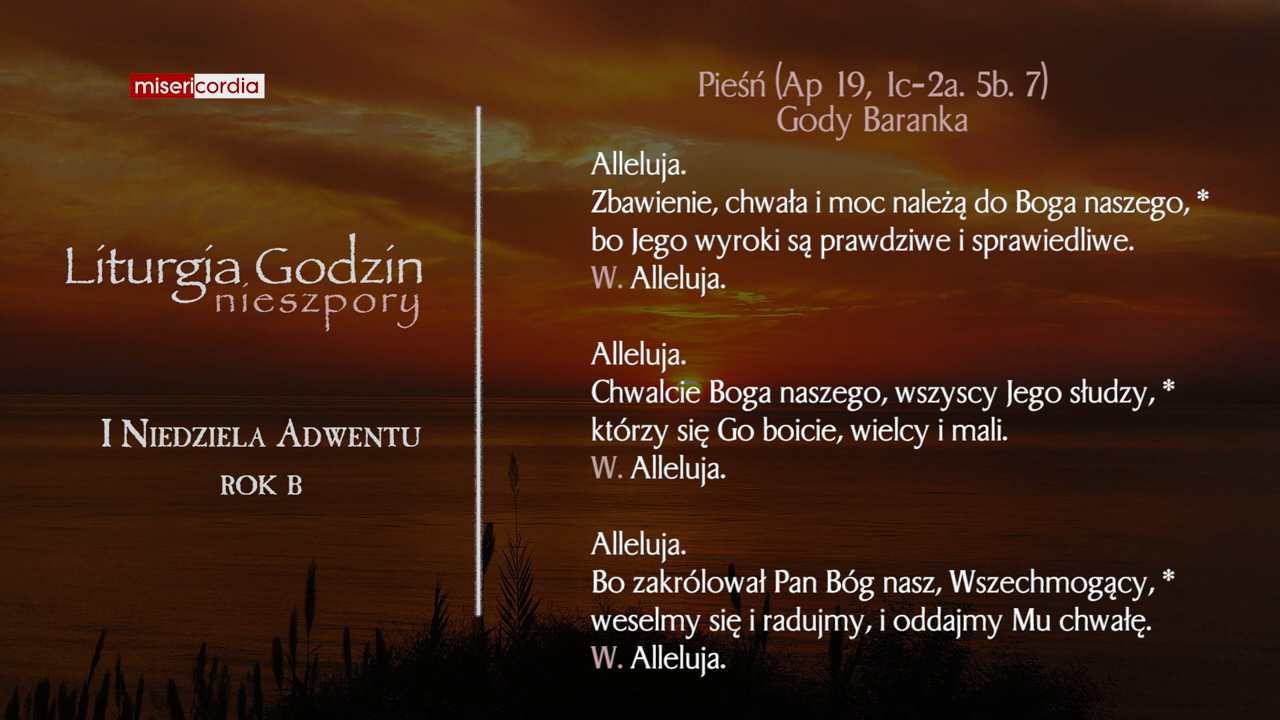 misericordia
Liturgia Godzin
nieszpory
I Niedziela Adwentu
rok B
Pieśń (Ap 19, 1c-2a. 5b. 7)
Gody Baranka
Alleluja.
Zbawienie, chwała i moc należą do Boga naszego, *
bo Jego wyroki są prawdziwe i sprawiedliwe.
W. Alleluja.
Alleluja.
Chwalcie Boga naszego, wszyscy Jego słudzy, *
którzy się Go boicie, wielcy i mali.
W. Alleluja.
Alleluja.
Bo zakrólował Pan Bóg nasz, Wszechmogący, *
weselmy się i radujmy, i oddajmy Mu chwałę.
W. Alleluja.